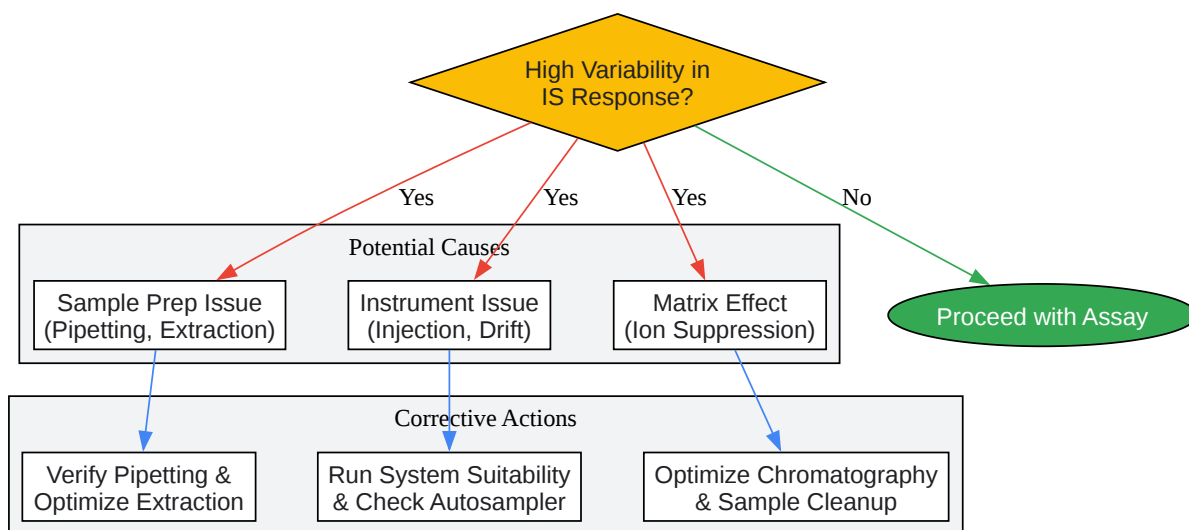 High Variability in
IS Response?
Yes
Yes
Yes
No
Potential Causes
Sample Prep Issue
(Pipetting, Extraction)
Instrument Issue
(Injection, Drift)
Matrix Effect
(Ion Suppression)
Proceed with Assay
Corrective Actions
Verify Pipetting &
Optimize Extraction
Run System Suitability
& Check Autosampler
Optimize Chromatography
& Sample Cleanup